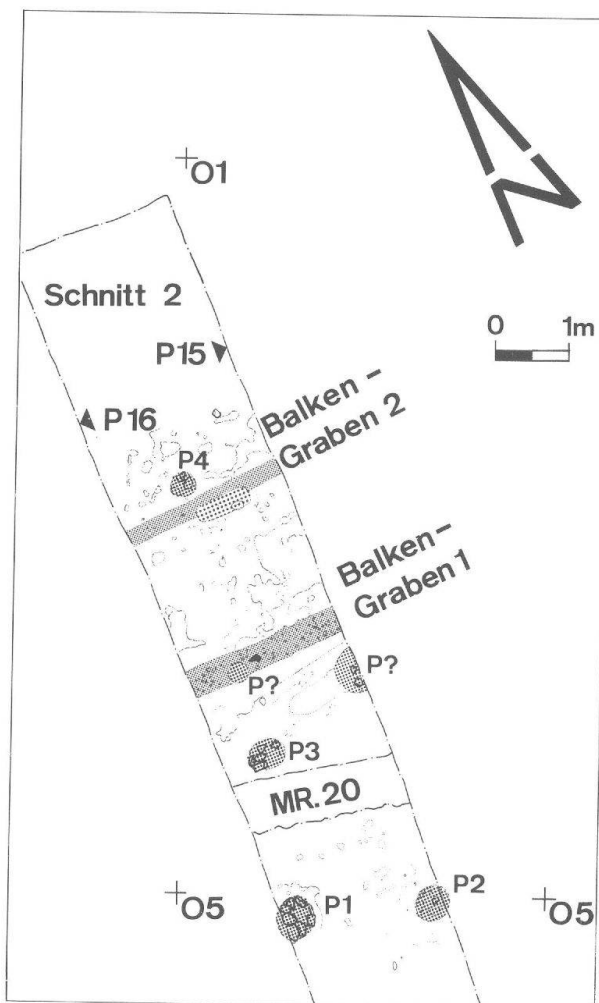 O1
Schnitt 2
0 1m
P15
P16
Balken –
Graben 2
P4
Balken –
Graben 1
P?
P?
P3
MR.20
O5
P1
P2
O5